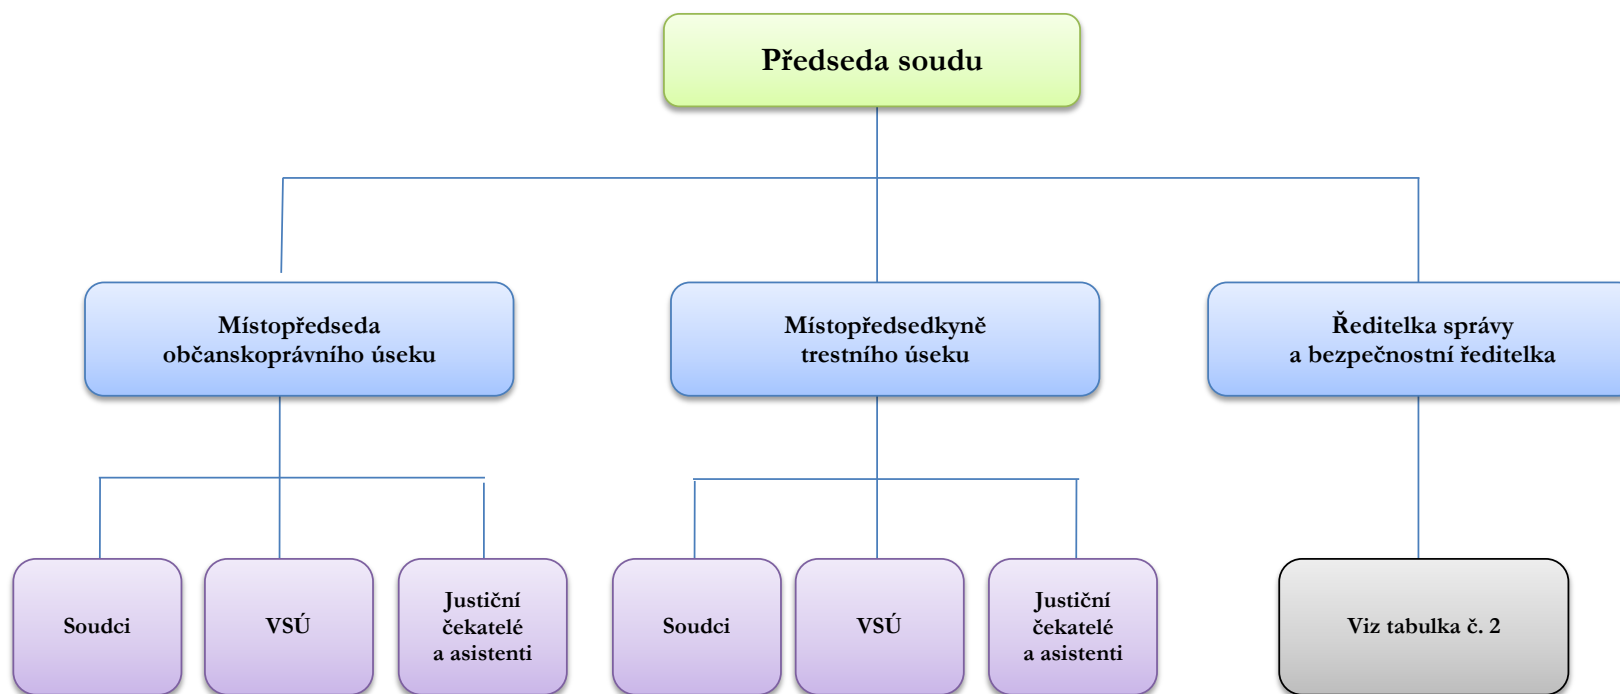 Předseda soudu
Místopředseda
občanskoprávního úseku
Místopředsedkyně
trestního úseku
Ředitelka správy
a bezpečnostní ředitelka
Soudci
VSÚ
Justiční
čekatelé
a asistenti
Soudci
VSÚ
Justiční
čekatelé
a asistenti
Viz tabulka č. 2